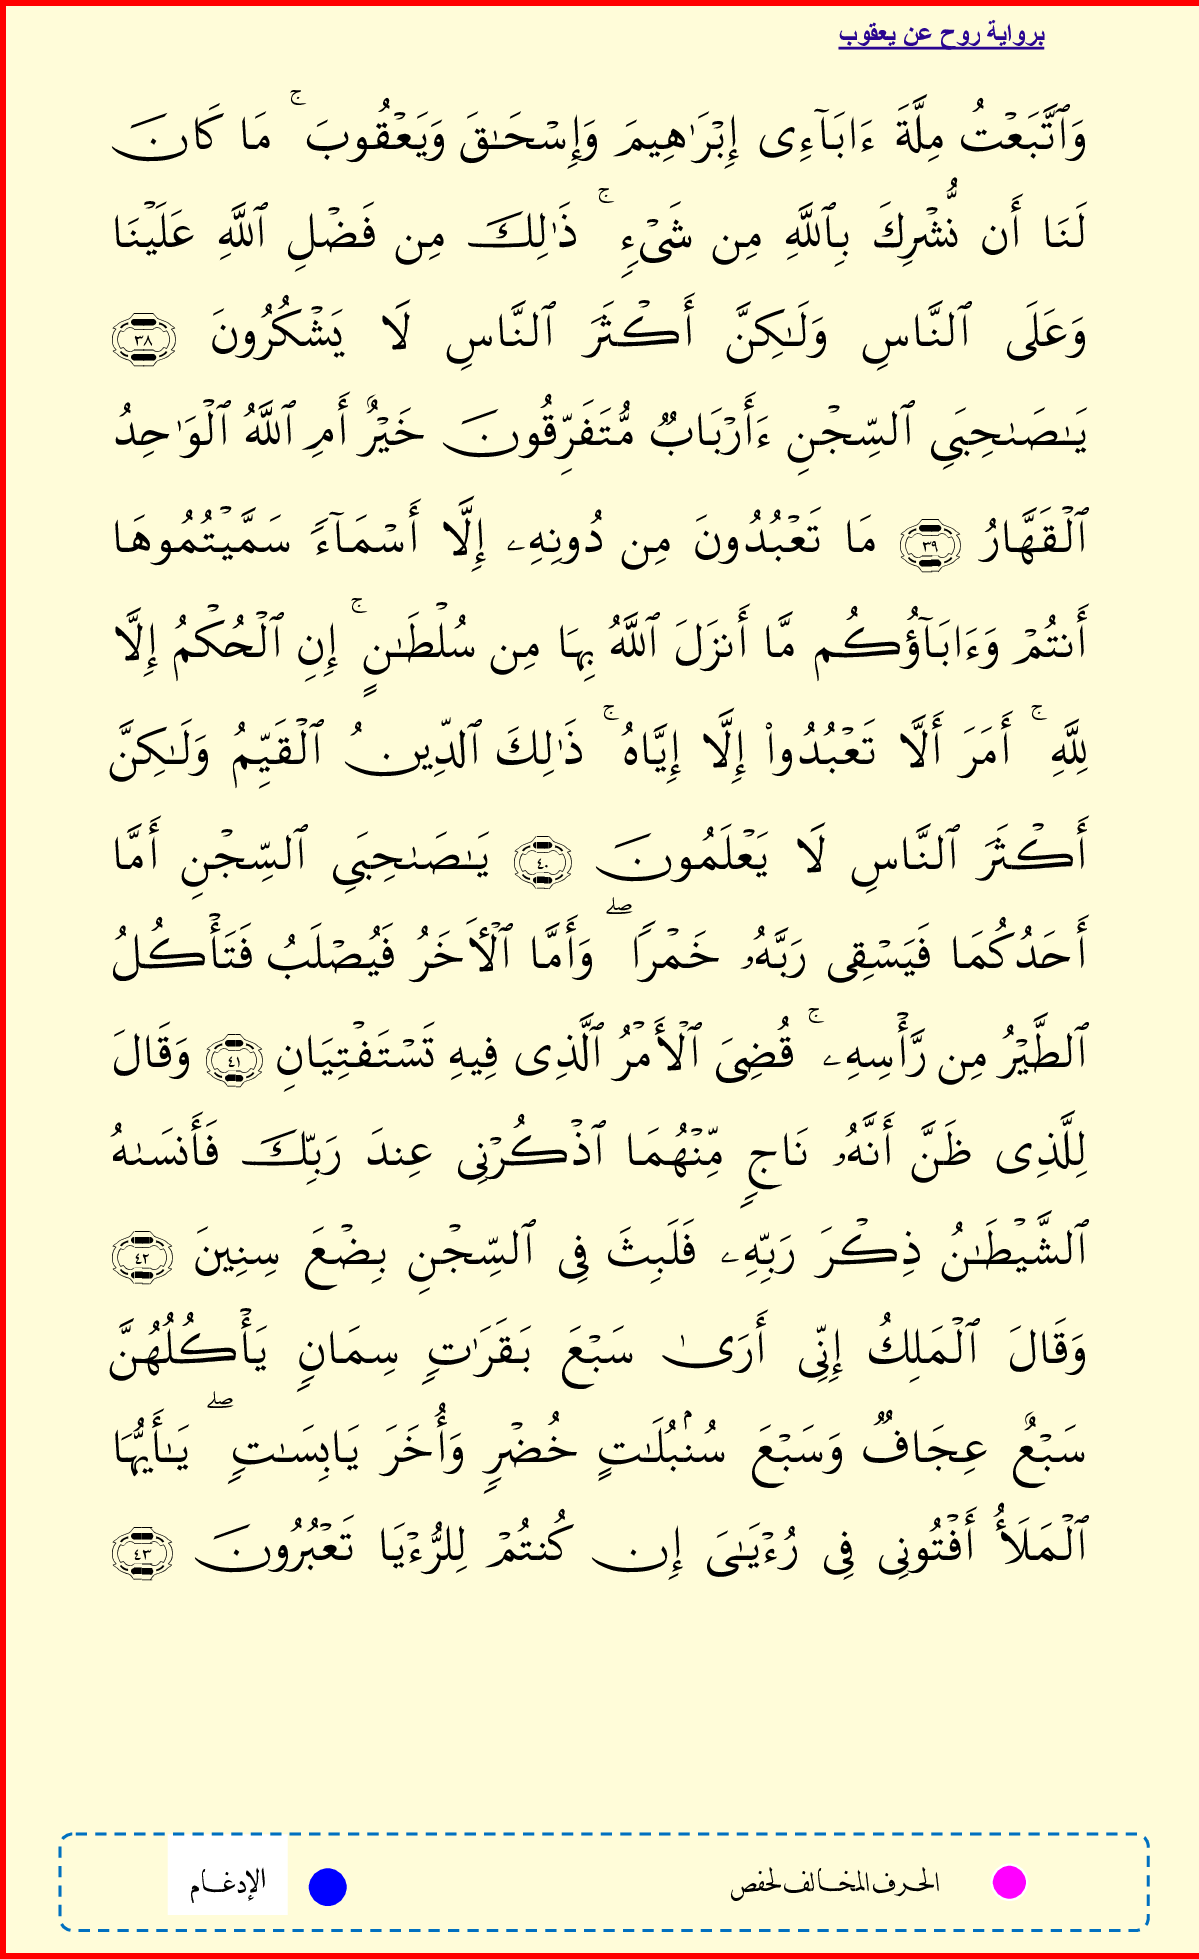 برواية روح عن يعقوب
وَٱتَّبَعْتُ مِلَّةَ ءَابَآءِى إِبْرَٰهِيمَ وَإِسْحَـٰقَ وَيَعْقُوبَ ۚ مَا كَانَ
لَنَا أَن نُّشْرِكَ بِٱللَّهِ مِن شَىْءٍ ۚ ذَٰلِكَ مِن فَضْلِ ٱللَّهِ عَلَيْنَا
وَعَلَى ٱلنَّاسِ وَلَـٰكِنَّ أَكْثَرَ ٱلنَّاسِ لَا يَشْكُرُونَ ٣٨
يَـٰصَـٰحِبَىِ ٱلسِّجْنِ ءَأَرْبَابٌ مُّتَفَرِّقُونَ خَيْرٌ أَمِ ٱللَّهُ ٱلْوَٰحِدُ
ٱلْقَهَّارُ ٣٩ مَا تَعْبُدُونَ مِن دُونِهِۦ إِلَّا أَسْمَآءً سَمَّيْتُمُوهَا
أَنتُمْ وَءَابَآؤُكُم مَّا أَنزَلَ ٱللَّهُ بِهَا مِن سُلْطَـٰنٍ ۚ إِنِ ٱلْحُكْمُ إِلَّا
لِلَّهِ ۚ أَمَرَ أَلَّا تَعْبُدُوا۟ إِلَّا إِيَّاهُ ۚ ذَٰلِكَ ٱلدِّينُ ٱلْقَيِّمُ وَلَـٰكِنَّ
أَكْثَرَ ٱلنَّاسِ لَا يَعْلَمُونَ ٤٠ يَـٰصَـٰحِبَىِ ٱلسِّجْنِ أَمَّا
أَحَدُكُمَا فَيَسْقِى رَبَّهُۥ خَمْرًا ۖ وَأَمَّا ٱلْـَٔاخَرُ فَيُصْلَبُ فَتَأْكُلُ
ٱلطَّيْرُ مِن رَّأْسِهِۦ ۚ قُضِىَ ٱلْأَمْرُ ٱلَّذِى فِيهِ تَسْتَفْتِيَانِ ٤١ وَقَالَ
لِلَّذِى ظَنَّ أَنَّهُۥ نَاجٍ مِّنْهُمَا ٱذْكُرْنِى عِندَ رَبِّكَ فَأَنسَىٰهُ
ٱلشَّيْطَـٰنُ ذِكْرَ رَبِّهِۦ فَلَبِثَ فِى ٱلسِّجْنِ بِضْعَ سِنِينَ ٤٢
وَقَالَ ٱلْمَلِكُ إِنِّى أَرَىٰ سَبْعَ بَقَرَٰتٍ سِمَانٍ يَأْكُلُهُنَّ
سَبْعٌ عِجَافٌ وَسَبْعَ سُنۢبُلَـٰتٍ خُضْرٍ وَأُخَرَ يَابِسَـٰتٍ ۖ يَـٰأَيُّهَا
ٱلْمَلَأُ أَفْتُونِى فِى رُءْيَـٰىَ إِن كُنتُمْ لِلرُّءْيَا تَعْبُرُونَ ٤٣
الحرف المخالف لحفص الإدغام